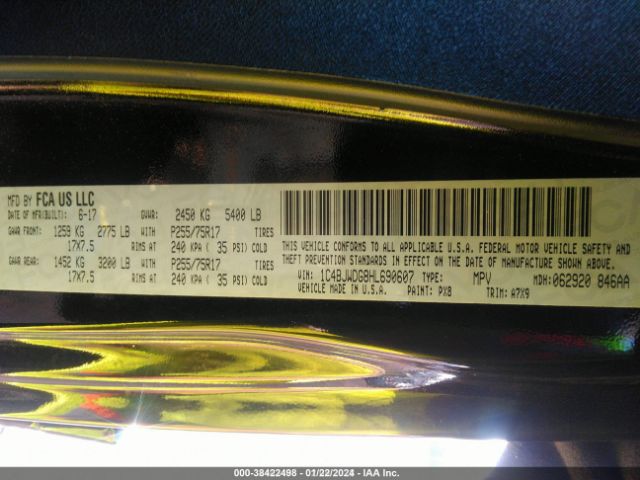 MFD BY FCA US LLC
DATE OF MFR(BUILT): 6-17 GVWR: 2450 KG 5400 LB
GAWR FRONT: 1259 KG 2775 LB P255/75R17 TIRES
17X7.5 RIMS AT 240 KPA ( 35 PSI) COLD
GAWR REAR: 1452 KG 3200 LB P255/75R17 TIRES
17X7.5 RIMS AT 240 KPA ( 35 PSI) COLD
THIS VEHICLE CONFORMS TO ALL APPLICABLE U.S.A. FEDERAL MOTOR VEHICLE SAFETY AND
THEFT PREVENTION STANDARDS IN EFFECT ON THE DATE OF MANUFACTURE SHOWN ABOVE.
VIN: 1C4BJWDG8HL690607 TYPE: MPV MDH:062920 846AA
VEHICLE MADE IN U.S.A. PAINT: PX8 TRIM: A7X9
000-38422498 - 01/22/2024 - IAA Inc.